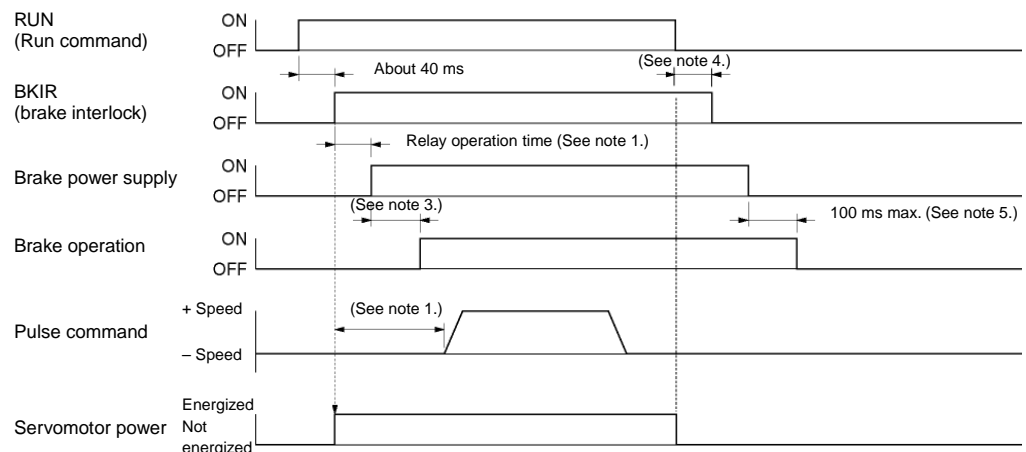 RUN
(Run command)
ON
OFF
About 40 ms
(See note 4.)
BKIR
(brake interlock)
ON
OFF
Relay operation time (See note 1.)
Brake power supply
ON
OFF
(See note 3.)
100 ms max. (See note 5.)
Brake operation
ON
OFF
Pulse command
+ Speed
– Speed
(See note 1.)
Servomotor power
Energized
Not
energized